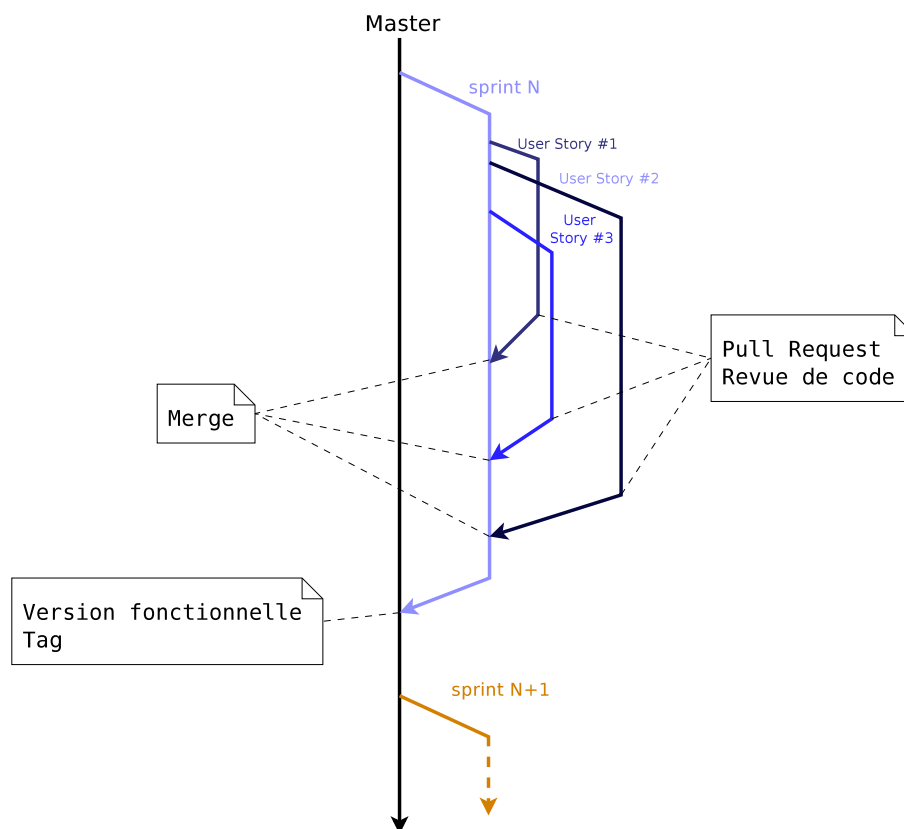 Master
sprint N
User Story #1
User Story #2
User
Story #3
Pull Request
Revue de code
Merge
Version fonctionnelle
Tag
sprint N+1